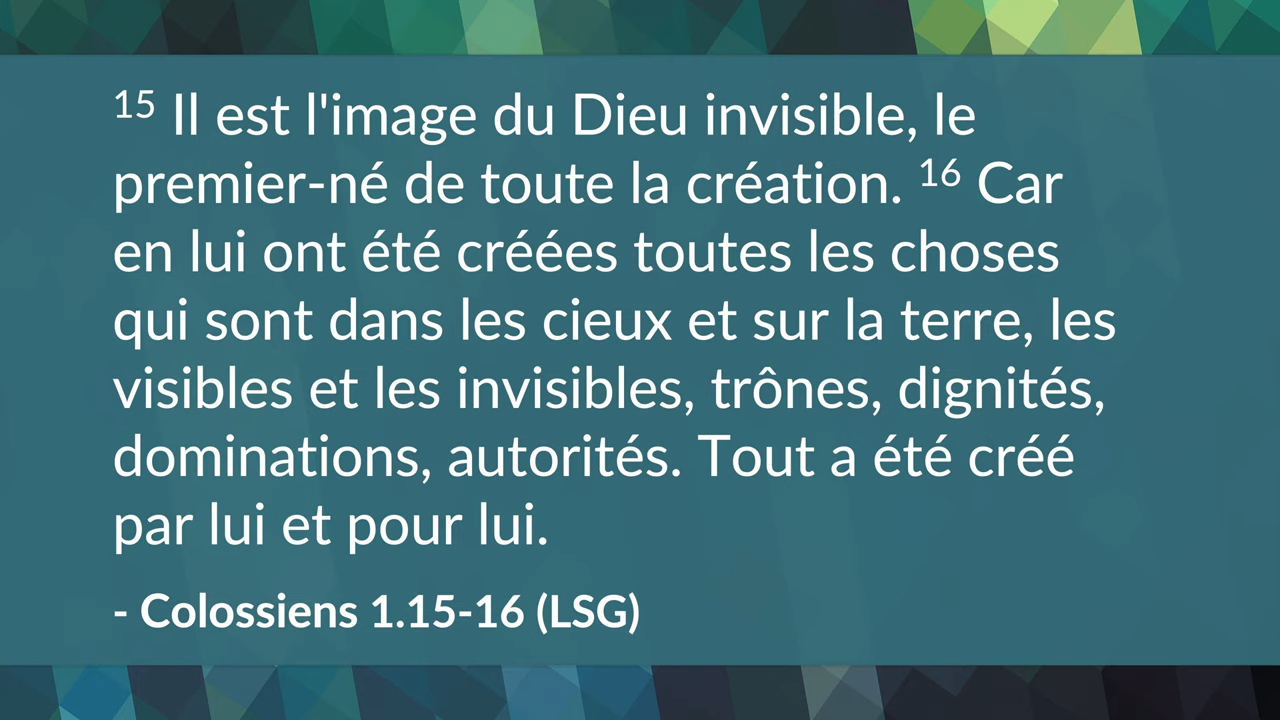 15 Il est l'image du Dieu invisible, le
premier-né de toute la création. 16 Car
en lui ont été créées toutes les choses
qui sont dans les cieux et sur la terre, les
visibles et les invisibles, trônes, dignités,
dominations, autorités. Tout a été créé
par lui et pour lui.
- Colossiens 1.15-16 (LSG)